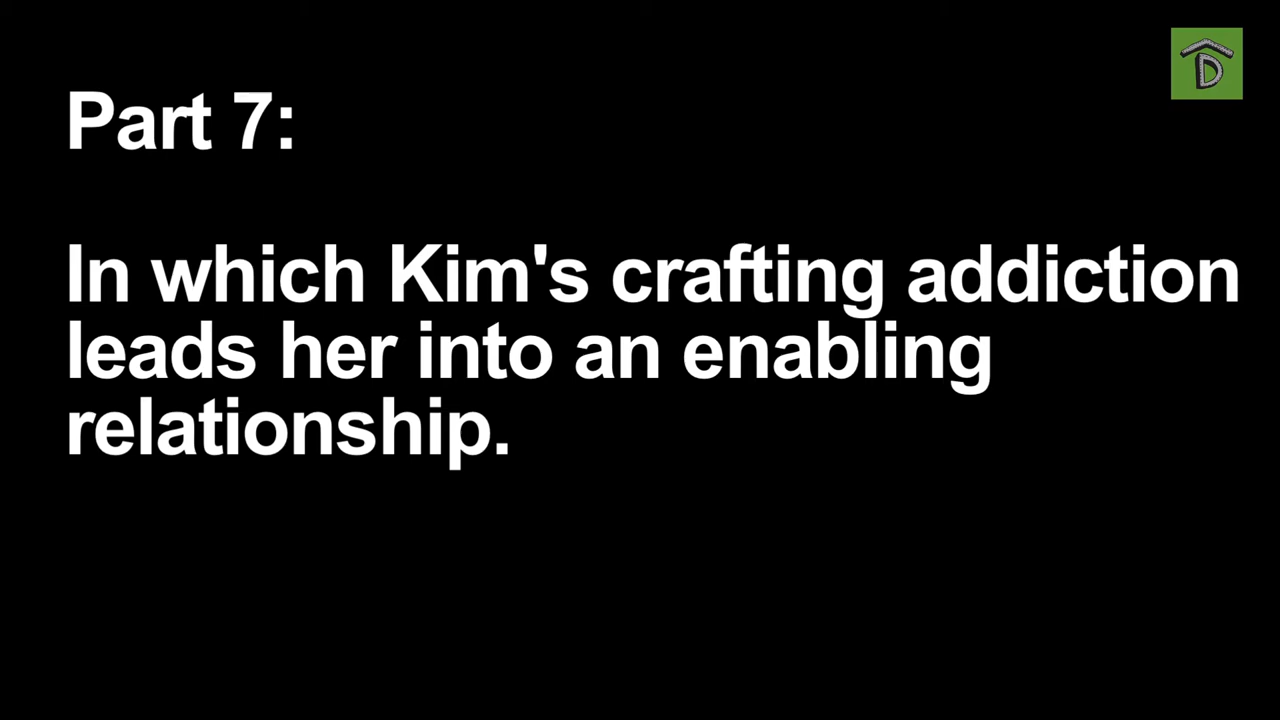 Part 7:
In which Kim's crafting addiction
leads her into an enabling
relationship.
D